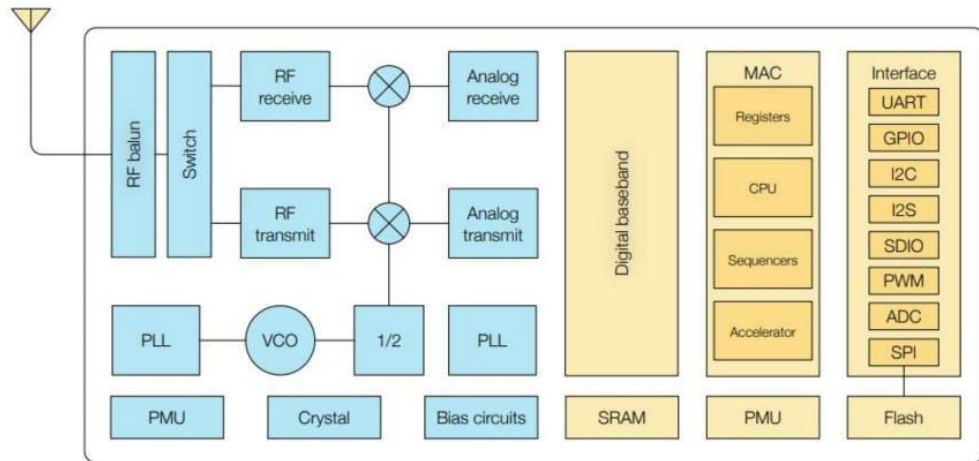 RF balun
Switch
RF
receive
Analog
receive
RF
transmit
Analog
transmit
PLL
VCO
1/2
PLL
PMU
Crystal
Bias circuits
Digital baseband
SRAM
MAC
Registers
CPU
Sequencers
Accelerator
PMU
Interface
UART
GPIO
I2C
I2S
SDIO
PWM
ADC
SPI
Flash